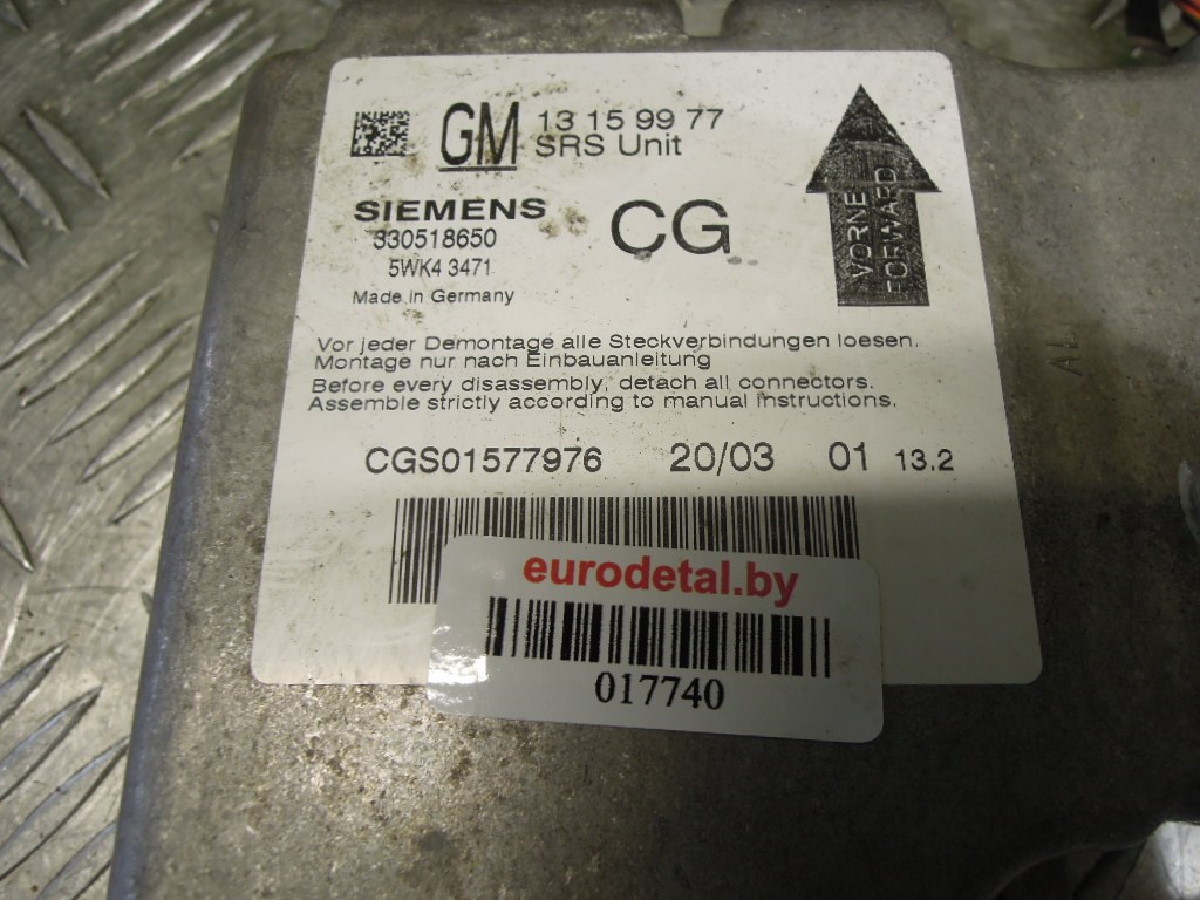 GM 13 15 99 77
SRS Unit
SIEMENS
330518650
CG
5WK4 3471
Made in Germany
VORNE
FORWARD
Vor jeder Demontage alle Steckverbindungen loesen.
Montage nur nach Einbauanleitung
Before every disassembly, detach all connectors.
Assemble strictly according to manual instructions.
CGS01577976 20/03 01 13.2
eurodetal.by
017740